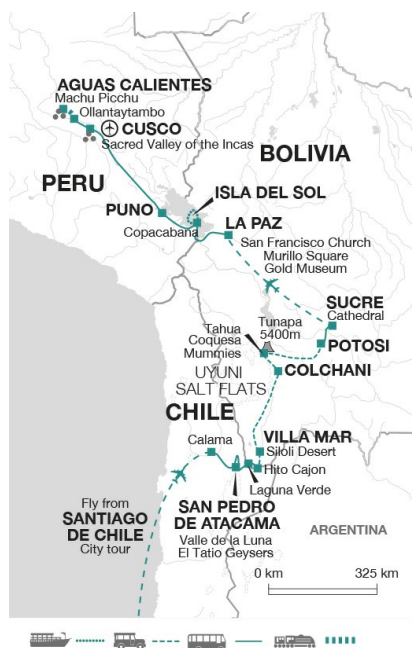 AGUAS CALIENTES
Machu Picchu
Ollantaytambo
CUSCO
Sacred Valley of the Incas
PERU
BOLIVIA
ISLA DEL SOL
PUNO
Copacabana
LA PAZ
San Francisco Church
Murillo Square
Gold Museum
SUCRE
Cathedral
Tahua
Coquesa
Mummies
Tunapa
5400m
POTOSI
UYUNI
SALT FLATS
COLCHANI
CHILE
Calama
VILLA MAR
Siloli Desert
Hito Cajon
Laguna Verde
Fly from
SANTIAGO
DE CHILE
City tour
SAN PEDRO
DE ATACAMA
Valle de la Luna
El Tatio Geysers
ARGENTINA
0 km
325 km